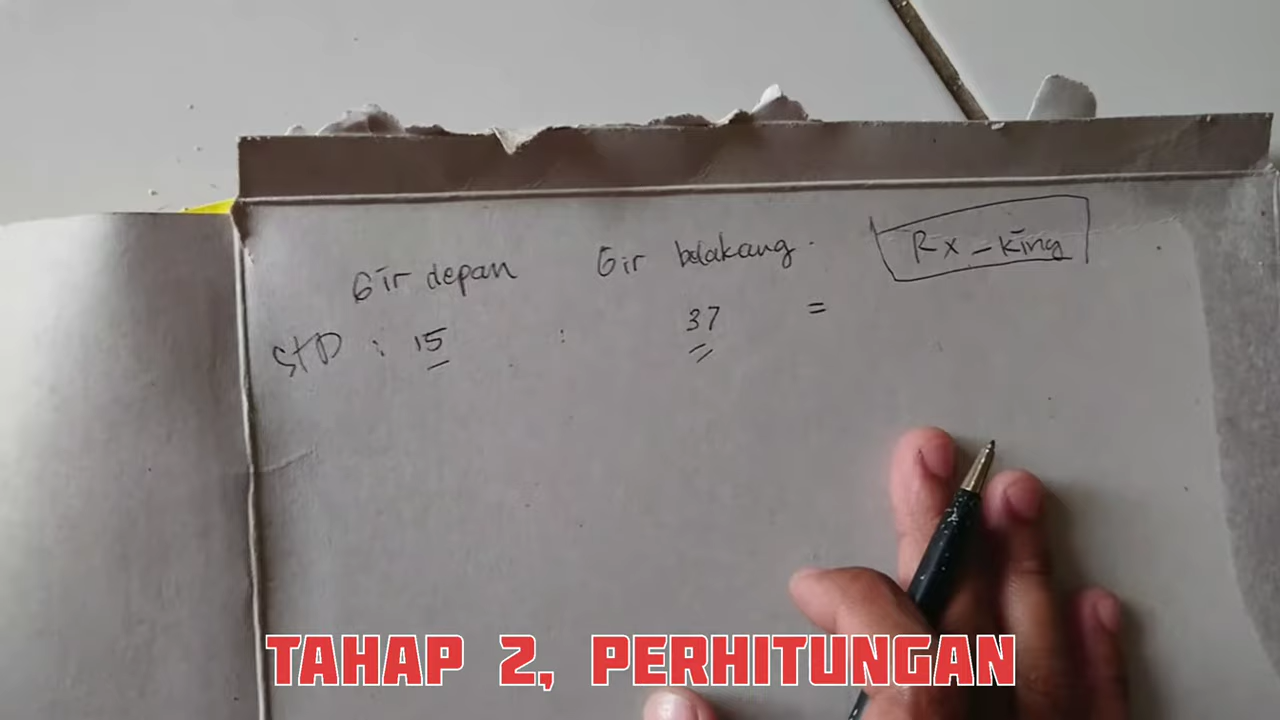 Gir depan Gir belakang. Rx-King
STD : 15 : 37 =
TAHAP 2, PERHITUNGAN